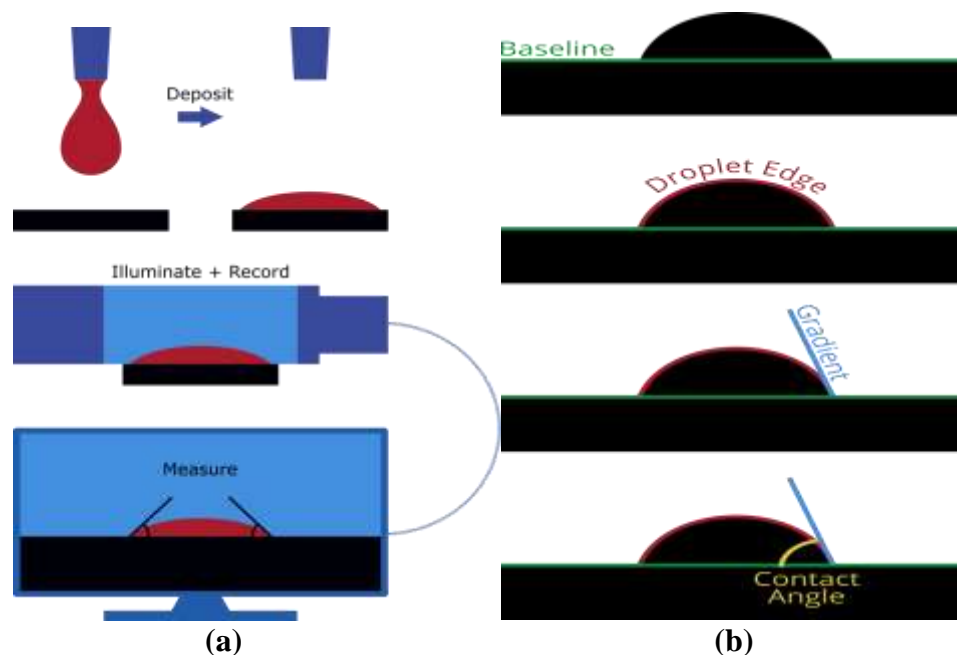 Deposit
Illuminate + Record
Measure
(a)
Baseline
Droplet Edge
Gradient
Contact
Angle
(b)